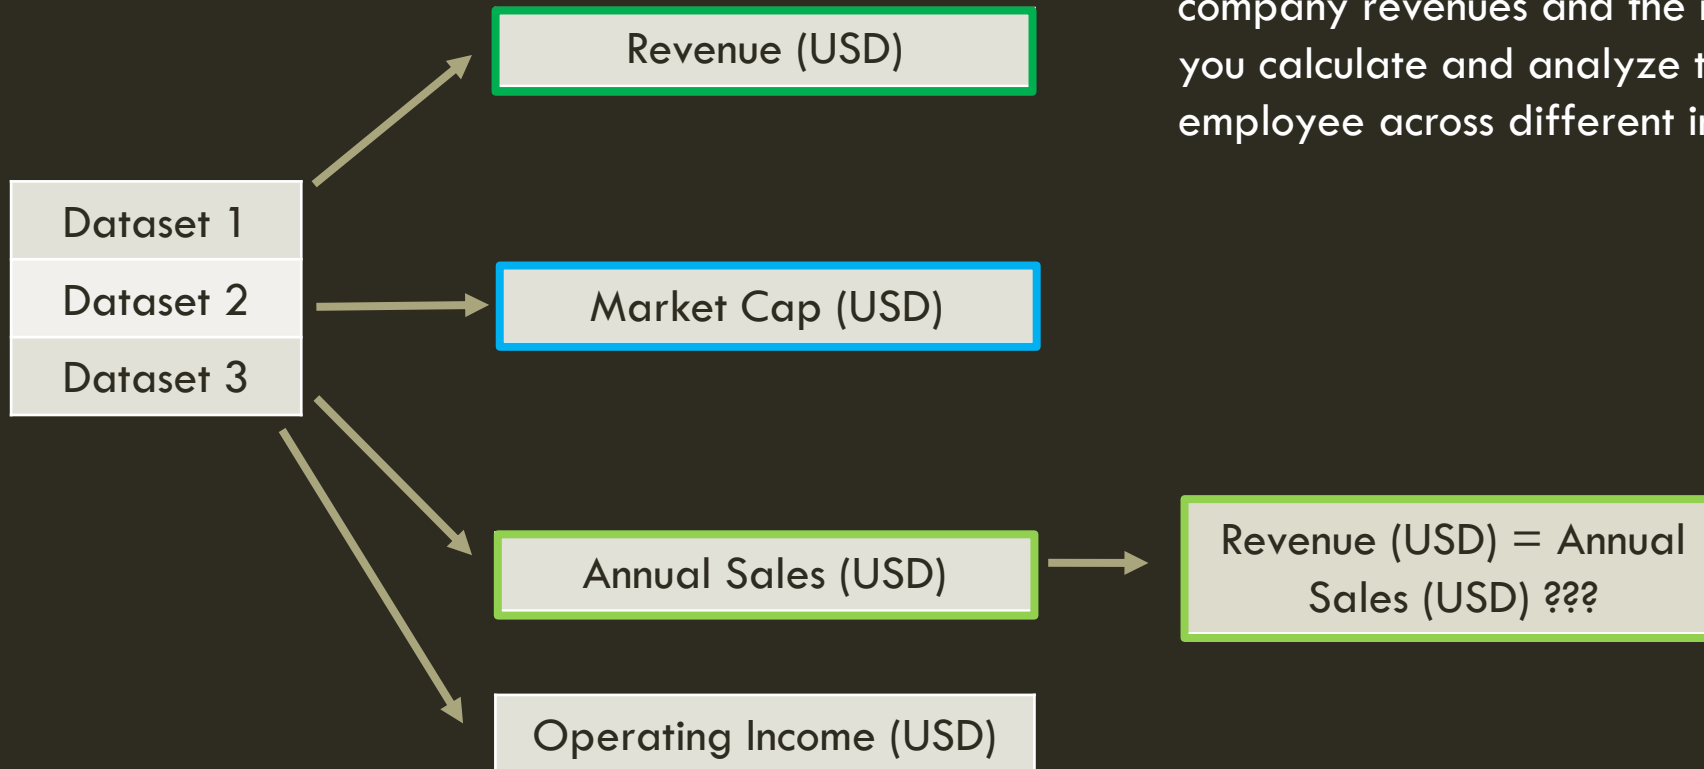 company revenues and the
you calculate and analyze
employee across different
Revenue (USD)
Dataset 1
Dataset 2
Dataset 3
Market Cap (USD)
Annual Sales (USD)
Revenue (USD) = Annual
Sales (USD) ???
Operating Income (USD)